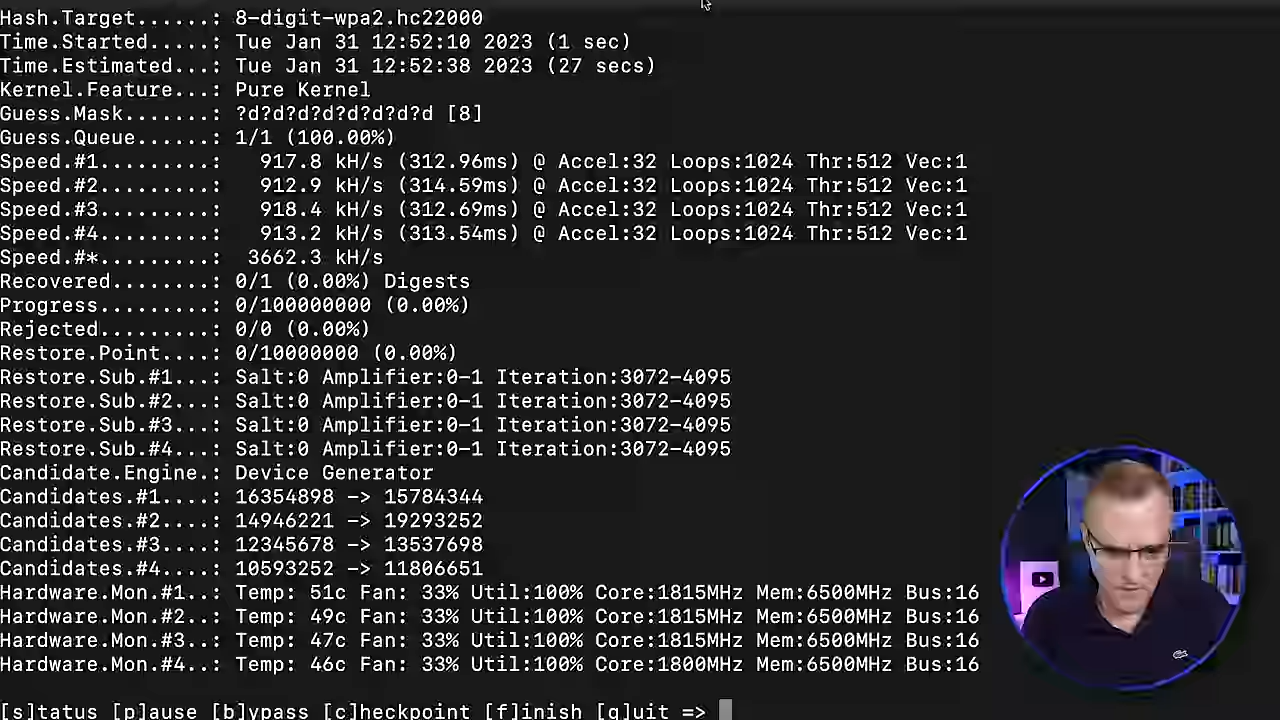 Hash.Target......: 8-digit-wpa2.hc22000
Time.Started.....: Tue Jan 31 12:52:10 2023 (1 sec)
Time.Estimated...: Tue Jan 31 12:52:38 2023 (27 secs)
Kernel.Feature...: Pure Kernel
Guess.Mask.......: ?d?d?d?d?d?d?d?d [8]
Guess.Queue......: 1/1 (100.00%)
Speed.#1.........:   917.8 kH/s (312.96ms) @ Accel:32 Loops:1024 Thr:512 Vec:1
Speed.#2.........:   912.9 kH/s (314.59ms) @ Accel:32 Loops:1024 Thr:512 Vec:1
Speed.#3.........:   918.4 kH/s (312.69ms) @ Accel:32 Loops:1024 Thr:512 Vec:1
Speed.#4.........:   913.2 kH/s (313.54ms) @ Accel:32 Loops:1024 Thr:512 Vec:1
Speed.#*.........:  3662.3 kH/s
Recovered........: 0/1 (0.00%) Digests
Progress.........: 0/100000000 (0.00%)
Rejected.........: 0/0 (0.00%)
Restore.Point....: 0/10000000 (0.00%)
Restore.Sub.#1...: Salt:0 Amplifier:0-1 Iteration:3072-4095
Restore.Sub.#2...: Salt:0 Amplifier:0-1 Iteration:3072-4095
Restore.Sub.#3...: Salt:0 Amplifier:0-1 Iteration:3072-4095
Restore.Sub.#4...: Salt:0 Amplifier:0-1 Iteration:3072-4095
Candidate.Engine.: Device Generator
Candidates.#1....: 16354898 -> 15784344
Candidates.#2....: 14946221 -> 19293252
Candidates.#3....: 12345678 -> 13537698
Candidates.#4....: 10593252 -> 11806651
Hardware.Mon.#1..: Temp: 51c Fan: 33% Util:100% Core:1815MHz Mem:6500MHz Bus:16
Hardware.Mon.#2..: Temp: 49c Fan: 33% Util:100% Core:1815MHz Mem:6500MHz Bus:16
Hardware.Mon.#3..: Temp: 47c Fan: 33% Util:100% Core:1815MHz Mem:6500MHz Bus:16
Hardware.Mon.#4..: Temp: 46c Fan: 33% Util:100% Core:1800MHz Mem:6500MHz Bus:16
[s]tatus [p]ause [b]ypass [c]heckpoint [f]inish [q]uit =>